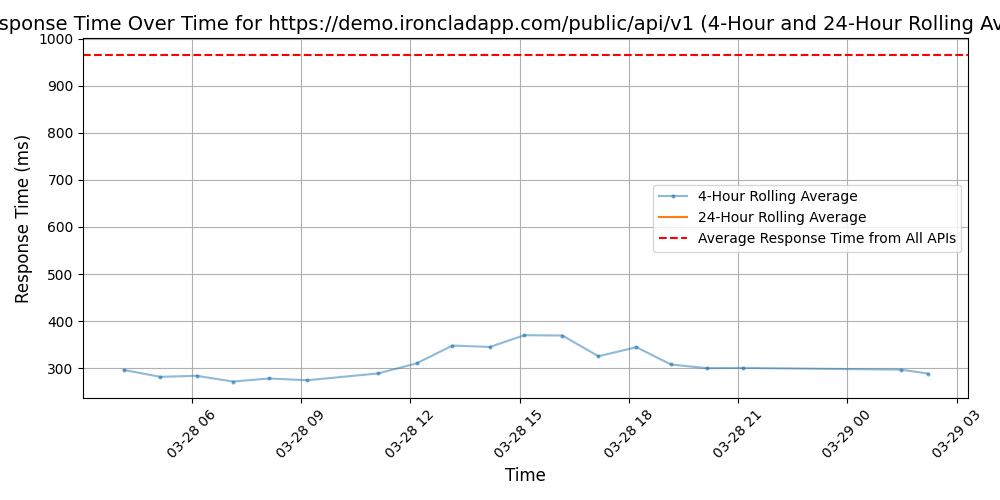 sponse Time Over Time for https://demo.ironcladapp.com/public/api/v1 (4-Hour and 24-Hour Rolling Av
1000
900
800
700
600
500
400
300
Response Time (ms)
4-Hour Rolling Average
24-Hour Rolling Average
Average Response Time from All APIs
03-28 06
03-28 09
03-28 12
03-28 15
03-28 18
03-28 21
03-29 00
03-29 03
Time